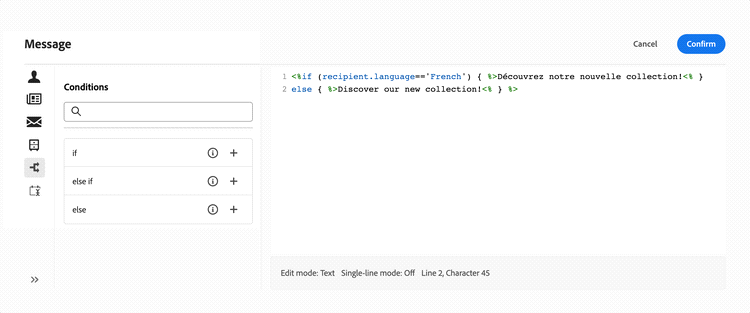 Message
Cancel
Confirm
Conditions
if
else if
else
1 <%if (recipient.language=='French') { %>Découvrez notre nouvelle collection!<% }
2 else { %>Discover our new collection!<% } %>
Edit mode: Text Single-line mode: Off Line 2, Character 45